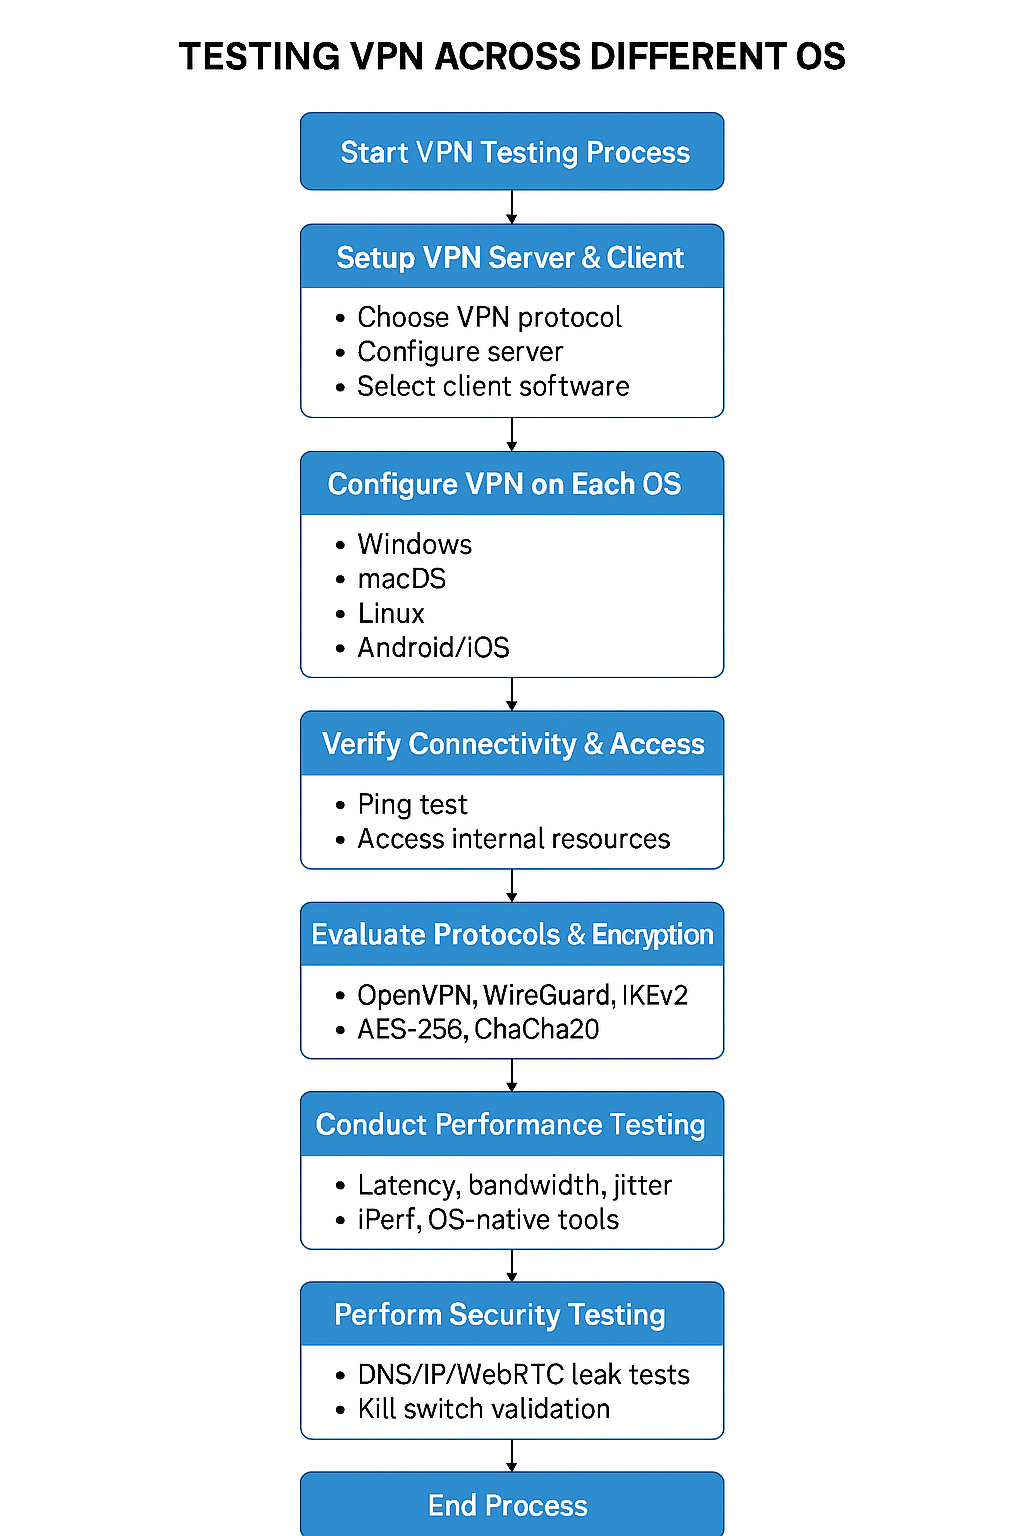 TESTING VPN ACROSS DIFFERENT OS
Start VPN Testing Process
Setup VPN Server & Client
• Choose VPN protocol
• Configure server
• Select client software
Configure VPN on Each OS
• Windows
• macDS
• Linux
• Android/iOS
Verify Connectivity & Access
• Ping test
• Access internal resources
Evaluate Protocols & Encryption
• OpenVPN, WireGuard, IKEv2
• AES-256, ChaCha20
Conduct Performance Testing
• Latency, bandwidth, jitter
• iPerf, OS-native tools
Perform Security Testing
• DNS/IP/WebRTC leak tests
• Kill switch validation
End Process